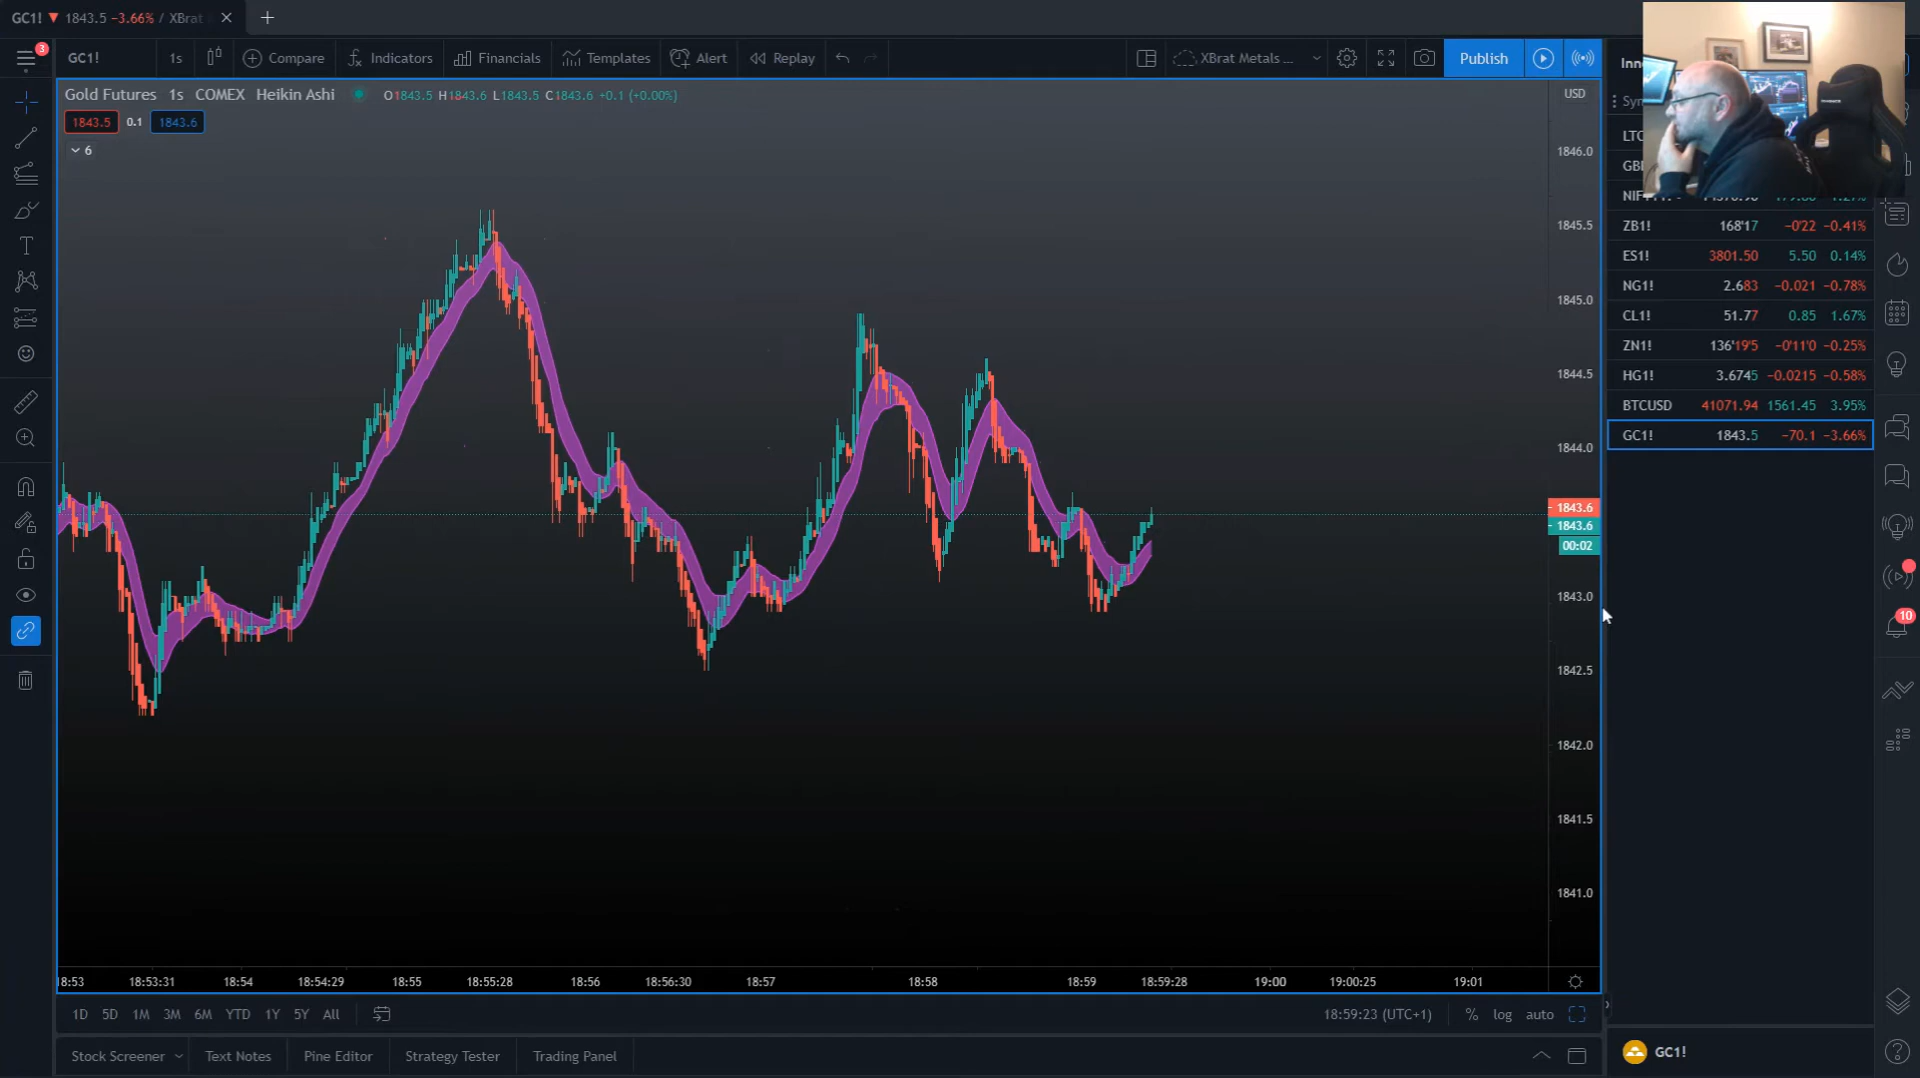 GC1! ▼ 1843.5 −3.66% / XBrat
GC1! 1s Compare Indicators Financials Templates Alert Replay XBrat Metals ... Publish
3
Gold Futures 1s COMEX Heikin Ashi O1843.5 H1843.6 L1843.5 C1843.6 +0.1 (+0.00%)
1843.5 0.1 1843.6
6
USD
1846.0
1845.5
1845.0
1844.5
1844.0
1843.6
1843.6
00:02
1843.0
1842.5
1842.0
1841.5
1841.0
18:53 18:53:31 18:54 18:54:29 18:55 18:55:28 18:56 18:56:30 18:57 18:58 18:59 18:59:28 19:00 19:00:25 19:01
1D 5D 1M 3M 6M YTD 1Y 5Y All 18:59:23 (UTC+1) % log auto
Stock Screener Text Notes Pine Editor Strategy Tester Trading Panel
ZB1! 168'17 −0'22 −0.41%
ES1! 3801.50 5.50 0.14%
NG1! 2.683 −0.021 −0.78%
CL1! 51.77 0.85 1.67%
ZN1! 136'19'5 −0'11'0 −0.25%
HG1! 3.6745 −0.0215 −0.58%
BTCUSD 41071.94 1561.45 3.95%
GC1! 1843.5 −70.1 −3.66%
10
GC1!